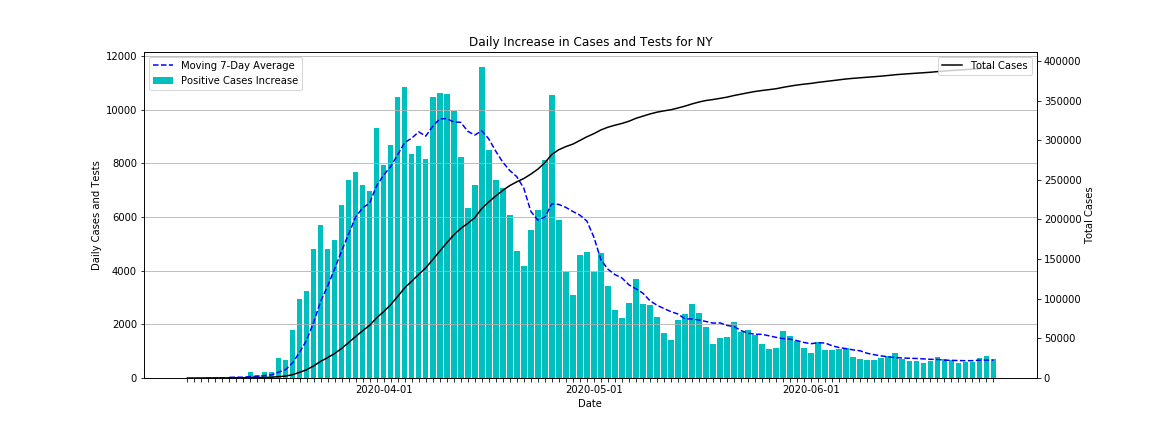 Daily Increase in Cases and Tests for NY
Moving 7-Day Average
Positive Cases Increase
Total Cases
12000
10000
8000
6000
4000
2000
0
Daily Cases and Tests
400000
350000
300000
250000
200000
150000
100000
50000
0
Total Cases
2020-04-01
2020-05-01
2020-06-01
Date